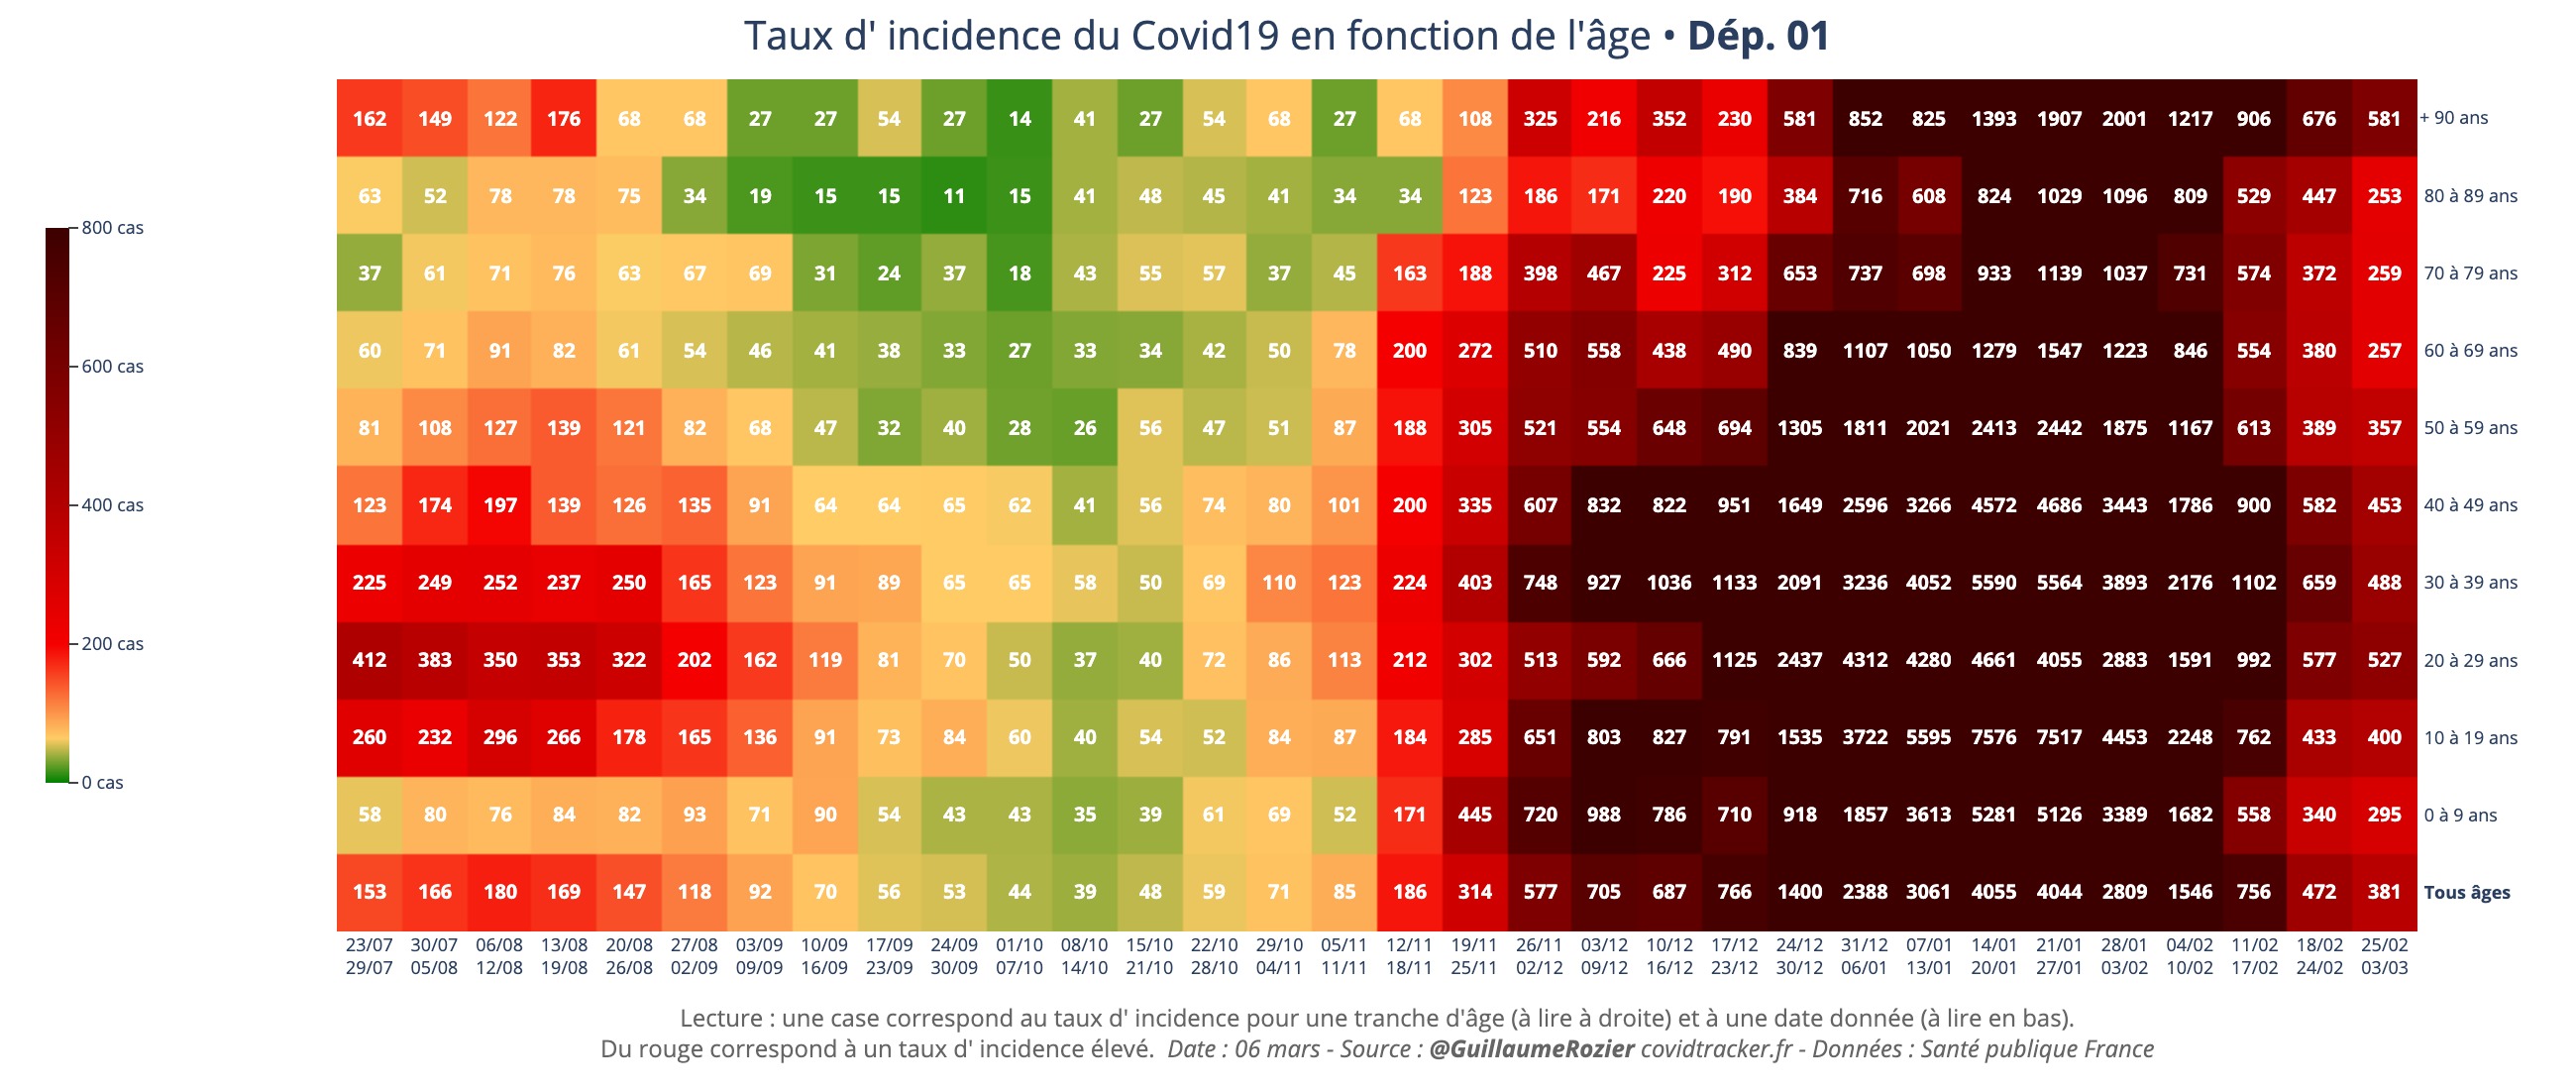 Taux d' incidence du Covid19 en fonction de l'âge • Dép. 01
162 149 122 176 68 68 27 27 54 27 14 41 27 54 68 27 68 108 325 216 352 230 581 852 825 1393 1907 2001 1217 906 676 581 + 90 ans
63 52 78 78 75 34 19 15 15 11 15 41 48 45 41 34 34 123 186 171 220 190 384 716 608 824 1029 1096 809 529 447 253 80 à 89 ans
800 cas
37 61 71 76 63 67 69 31 24 37 18 43 55 57 37 45 163 188 398 467 225 312 653 737 698 933 1139 1037 731 574 372 259 70 à 79 ans
60 71 91 82 61 54 46 41 38 33 27 33 34 42 50 78 200 272 510 558 438 490 839 1107 1050 1279 1547 1223 846 554 380 257 60 à 69 ans
600 cas
81 108 127 139 121 82 68 47 32 40 28 26 56 47 51 87 188 305 521 554 648 694 1305 1811 2021 2413 2442 1875 1167 613 389 357 50 à 59 ans
400 cas
123 174 197 139 126 135 91 64 64 65 62 41 56 74 80 101 200 335 607 832 822 951 1649 2596 3266 4572 4686 3443 1786 900 582 453 40 à 49 ans
225 249 252 237 250 165 123 91 89 65 65 58 50 69 110 123 224 403 748 927 1036 1133 2091 3236 4052 5590 5564 3893 2176 1102 659 488 30 à 39 ans
200 cas
412 383 350 353 322 202 162 119 81 70 50 37 40 72 86 113 212 302 513 592 666 1125 2437 4312 4280 4661 4055 2883 1591 992 577 527 20 à 29 ans
260 232 296 266 178 165 136 91 73 84 60 40 54 52 84 87 184 285 651 803 827 791 1535 3722 5595 7576 7517 4453 2248 762 433 400 10 à 19 ans
0 cas
58 80 76 84 82 93 71 90 54 43 43 35 39 61 69 52 171 445 720 988 786 710 918 1857 3613 5281 5126 3389 1682 558 340 295 0 à 9 ans
153 166 180 169 147 118 92 70 56 53 44 39 48 59 71 85 186 314 577 705 687 766 1400 2388 3061 4055 4044 2809 1546 756 472 381 Tous âges
23/07 30/07 06/08 13/08 20/08 27/08 03/09 10/09 17/09 24/09 01/10 08/10 15/10 22/10 29/10 05/11 12/11 19/11 26/11 03/12 10/12 17/12 24/12 31/12 07/01 14/01 21/01 28/01 04/02 11/02 18/02 25/02
29/07 05/08 12/08 19/08 26/08 02/09 09/09 16/09 23/09 30/09 07/10 14/10 21/10 28/10 04/11 11/11 18/11 25/11 02/12 09/12 16/12 23/12 30/12 06/01 13/01 20/01 27/01 03/02 10/02 17/02 24/02 03/03
Lecture : une case correspond au taux d' incidence pour une tranche d'âge (à lire à droite) et à une date donnée (à lire en bas).
Du rouge correspond à un taux d' incidence élevé. Date : 06 mars - Source : @GuillaumeRozier covidtracker.fr - Données : Santé publique France